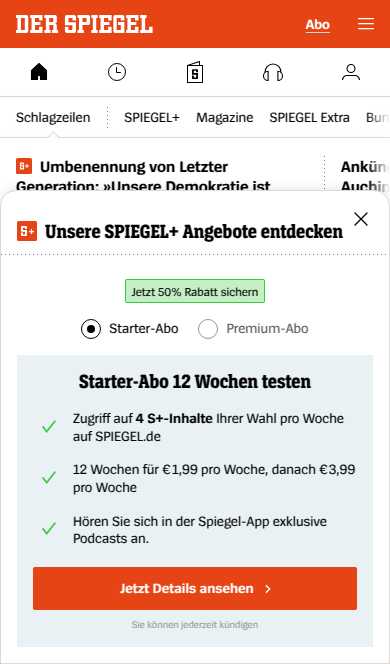 DER SPIEGEL
Abo
Schlagzeilen
SPIEGEL+
Magazine
SPIEGEL Extra
Bun
S+ Umbenennung von Letzter
Generation: »Unsere Demokratie ist
Ankün
Auchin
S+ Unsere SPIEGEL+ Angebote entdecken
Jetzt 50% Rabatt sichern
Starter-Abo
Premium-Abo
Starter-Abo 12 Wochen testen
Zugriff auf 4 S+-Inhalte Ihrer Wahl pro Woche
auf SPIEGEL.de
12 Wochen für €1,99 pro Woche, danach €3,99
pro Woche
Hören Sie sich in der Spiegel-App exklusive
Podcasts an.
Jetzt Details ansehen
Sie können jederzeit kündigen